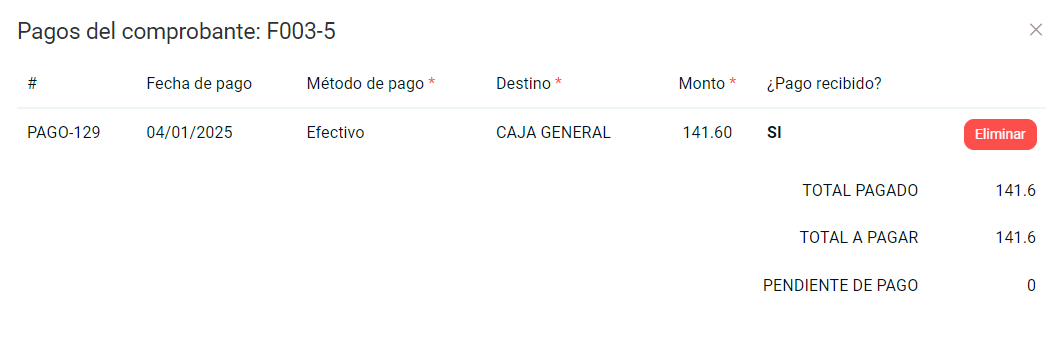 Pagos del comprobante: F003-5
# Fecha de pago Método de pago * Destino * Monto * ¿Pago recibido?
PAGO-129 04/01/2025 Efectivo CAJA GENERAL 141.60 SI Eliminar
TOTAL PAGADO 141.6
TOTAL A PAGAR 141.6
PENDIENTE DE PAGO 0